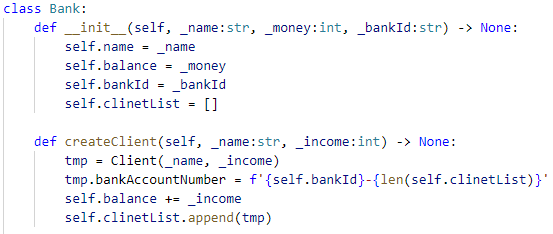 class Bank:
    def __init__(self, _name:str, _money:int, _bankId:str) -> None:
        self.name = _name
        self.balance = _money
        self.bankId = _bankId
        self.clinetList = []

    def createClient(self, _name:str, _income:int) -> None:
        tmp = Client(_name, _income)
        tmp.bankAccountNumber = f'{self.bankId}-{len(self.clinetList)}'
        self.balance += _income
        self.clinetList.append(tmp)